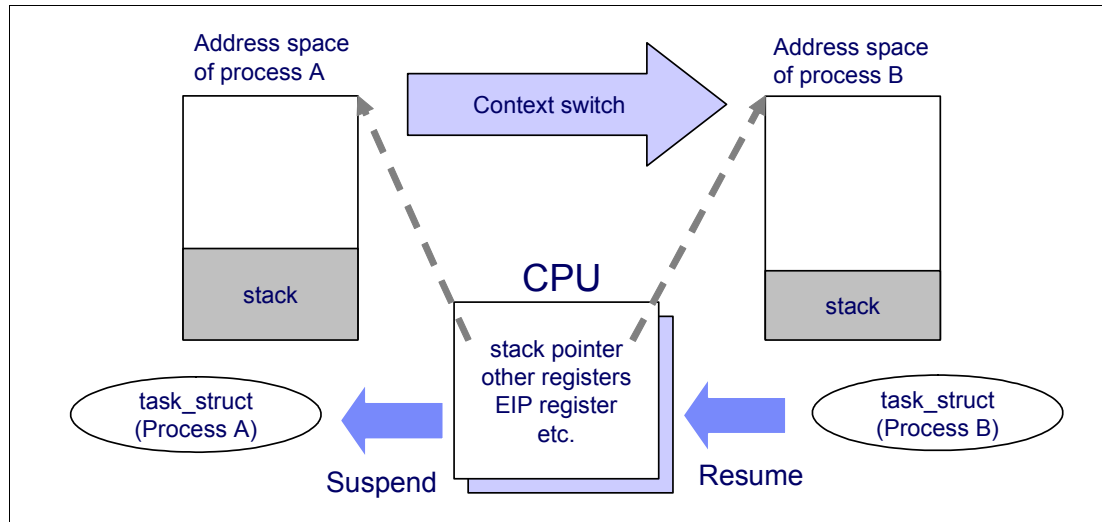 Address space
of process A
Context switch
Address space
of process B
stack
CPU
stack
stack pointer
other registers
EIP register
etc.
task_struct
(Process A)
task_struct
(Process B)
Suspend
Resume